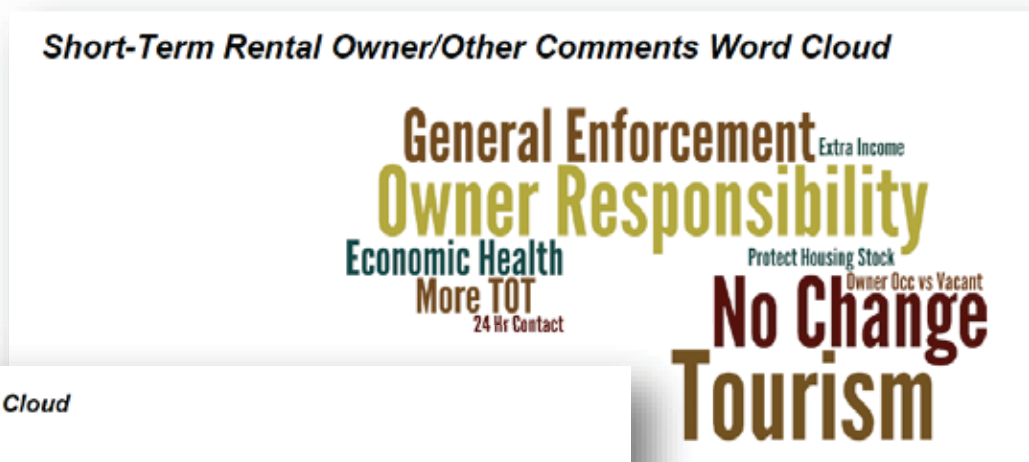 Short-Term Rental Owner/Other Comments Word Cloud
General Enforcement
Extra Income
Owner Responsibility
Economic Health
Protect Housing Stock
More TOT
Owner Occ vs Vacant
24 Hr Contact
No Change
Tourism
Cloud